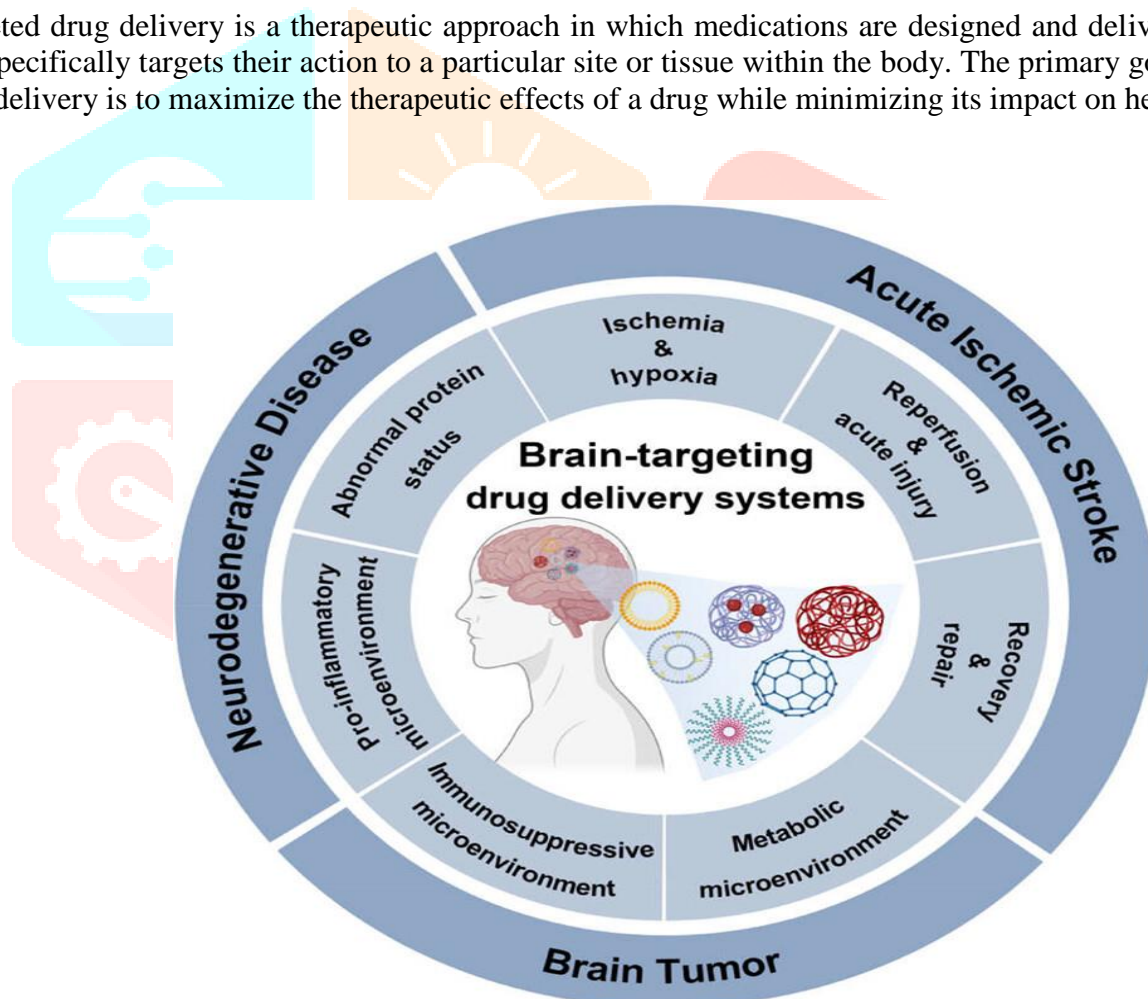 eted drug delivery is a therapeutic approach in which medications are designed and deliv
pecifically targets their action to a particular site or tissue within the body. The primary go
delivery is to maximize the therapeutic effects of a drug while minimizing its impact on he
Neurodegenerative Disease
Acute Ischemic Stroke
Brain Tumor
Abnormal protein
status
Ischemia
&
hypoxia
Reperfusion
&
acute injury
Recovery
&
repair
Metabolic
microenvironment
Immunosuppressive
microenvironment
Pro-inflammatory
microenvironment
Brain-targeting
drug delivery systems